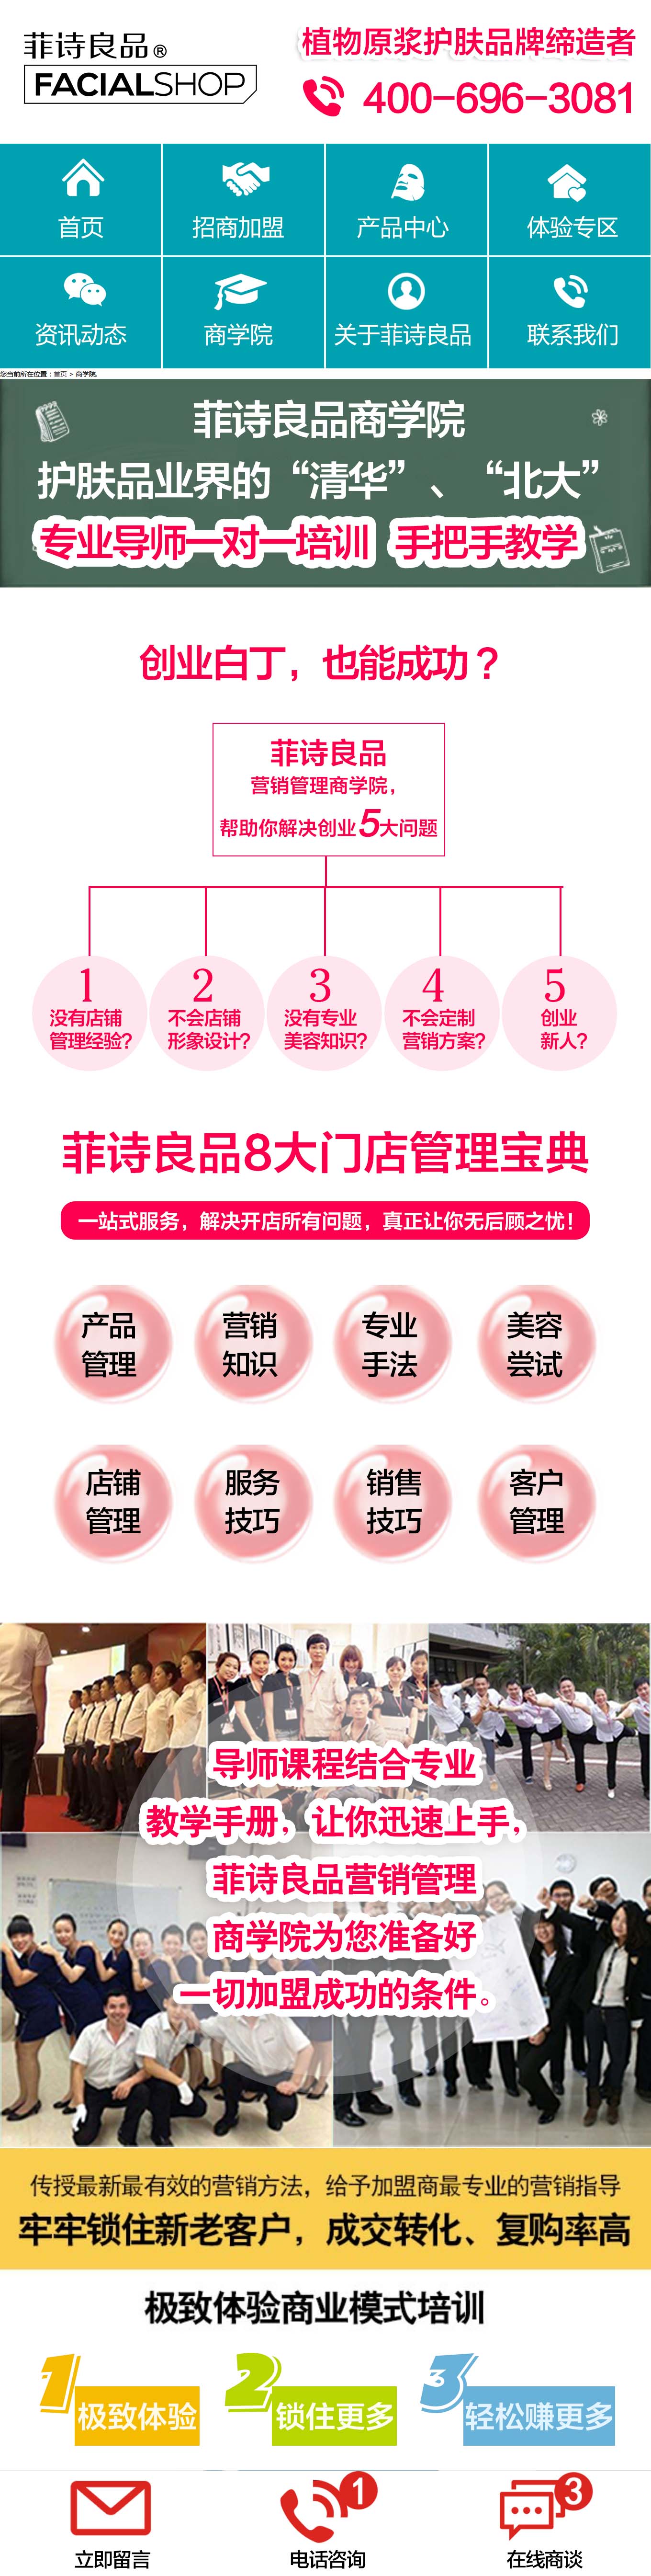 菲诗良品®
FACIALSHOP
植物原浆护肤品牌缔造者
400-696-3081
首页
招商加盟
产品中心
体验专区
资讯动态
商学院
关于菲诗良品
联系我们
您当前所在位置：首页 > 商学院,
菲诗良品商学院
护肤品业界的“清华”、“北大”
专业导师一对一培训 手把手教学
创业白丁，也能成功？
菲诗良品
营销管理商学院，
帮助你解决创业5大问题
1
没有店铺
管理经验?
2
不会店铺
形象设计?
3
没有专业
美容知识?
4
不会定制
营销方案?
5
创业
新人?
菲诗良品8大门店管理宝典
一站式服务，解决开店所有问题，真正让你无后顾之忧！
产品
管理
营销
知识
专业
手法
美容
尝试
店铺
管理
服务
技巧
销售
技巧
客户
管理
导师课程结合专业
教学手册，让你迅速上手，
菲诗良品营销管理
商学院为您准备好
一切加盟成功的条件。
传授最新最有效的营销方法，给予加盟商最专业的营销指导
牢牢锁住新老客户，成交转化、复购率高
极致体验商业模式培训
1
极致体验
2
锁住更多
3
轻松赚更多
立即留言
1
电话咨询
3
在线商谈